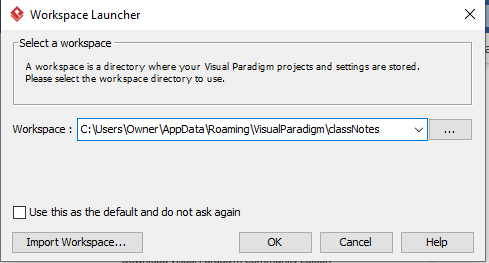 Workspace Launcher
Select a workspace
A workspace is a directory where your Visual Paradigm projects and settings are stored.
Please select the workspace directory to use.
Workspace : C:\Users\Owner\AppData\Roaming\VisualParadigm\classNotes ...
Use this as the default and do not ask again
Import Workspace... OK Cancel Help